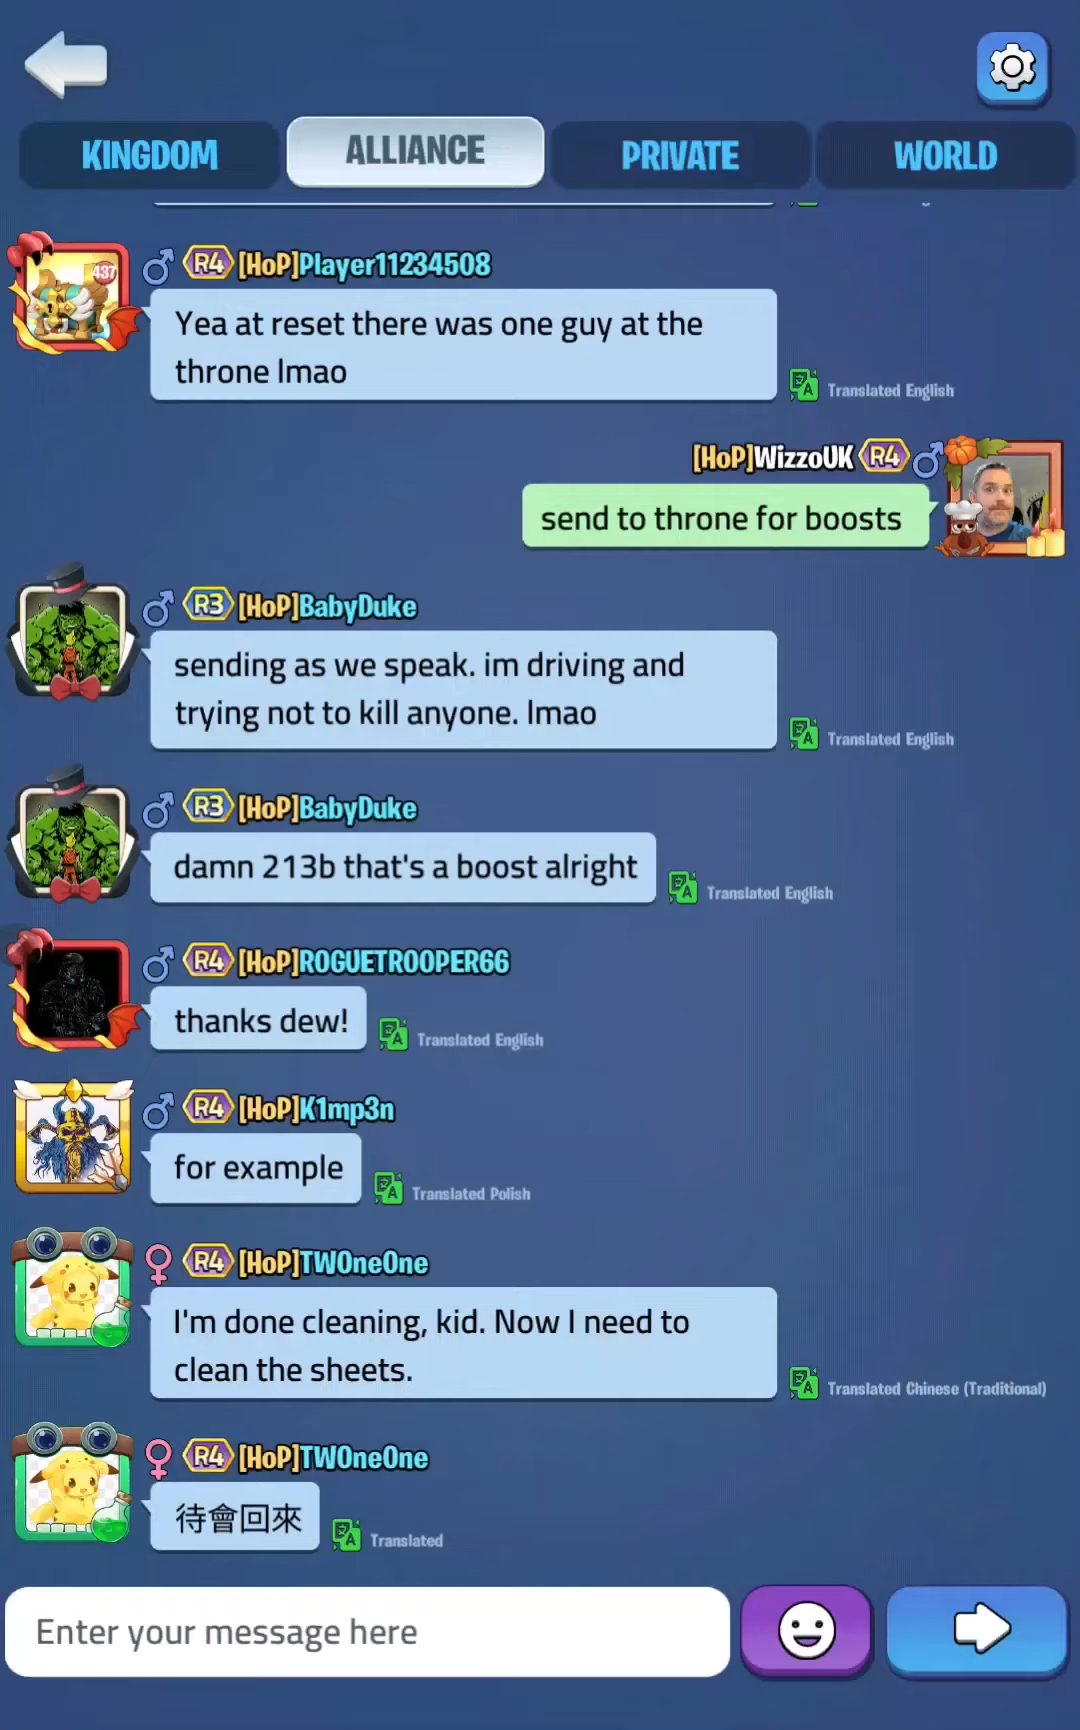 KINGDOM ALLIANCE PRIVATE WORLD
437
R4 [HoP]Player11234508
Yea at reset there was one guy at the
throne lmao
Translated English
[HoP]WizzoUK R4
send to throne for boosts
R3 [HoP]BabyDuke
sending as we speak. im driving and
trying not to kill anyone. lmao
Translated English
R3 [HoP]BabyDuke
damn 213b that's a boost alright
Translated English
R4 [HoP]ROGUETROOPER66
thanks dew!
Translated English
R4 [HoP]K1mp3n
for example
Translated Polish
R4 [HoP]TWOneOne
I'm done cleaning, kid. Now I need to
clean the sheets.
Translated Chinese (Traditional)
R4 [HoP]TWOneOne
待會回來
Translated
Enter your message here